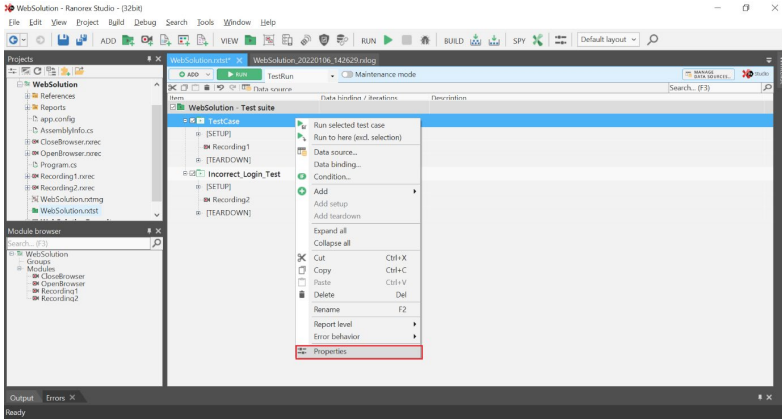 WebSolution - Ranorex Studio - (32bit)
File Edit View Project Build Debug Search Tools Window Help
ADD VIEW RUN BUILD SPY Default layout
Projects
WebSolution
References
Reports
app.config
AssemblyInfo.cs
CloseBrowser.rxrec
OpenBrowser.rxrec
Program.cs
Recording1.rxrec
Recording2.rxrec
WebSolution.rxtmg
WebSolution.rxtst
Module browser
Search... (F3)
WebSolution
Groups
Modules
CloseBrowser
OpenBrowser
Recording1
Recording2
WebSolution.rxtst* WebSolution_20220106_142629.rxlog
ADD RUN TestRun Maintenance mode MANAGE DATA SOURCES... Studio
Data source Search... (F3)
Item Data binding / iterations Description
WebSolution - Test suite
TestCase
[SETUP]
Recording1
[TEARDOWN]
Incorrect_Login_Test
[SETUP]
Recording2
[TEARDOWN]
Run selected test case
Run to here (excl. selection)
Data source...
Data binding...
Condition...
Add
Add setup
Add teardown
Expand all
Collapse all
Cut Ctrl+X
Copy Ctrl+C
Paste Ctrl+V
Delete Del
Rename F2
Report level
Error behavior
Properties
Output Errors
Ready